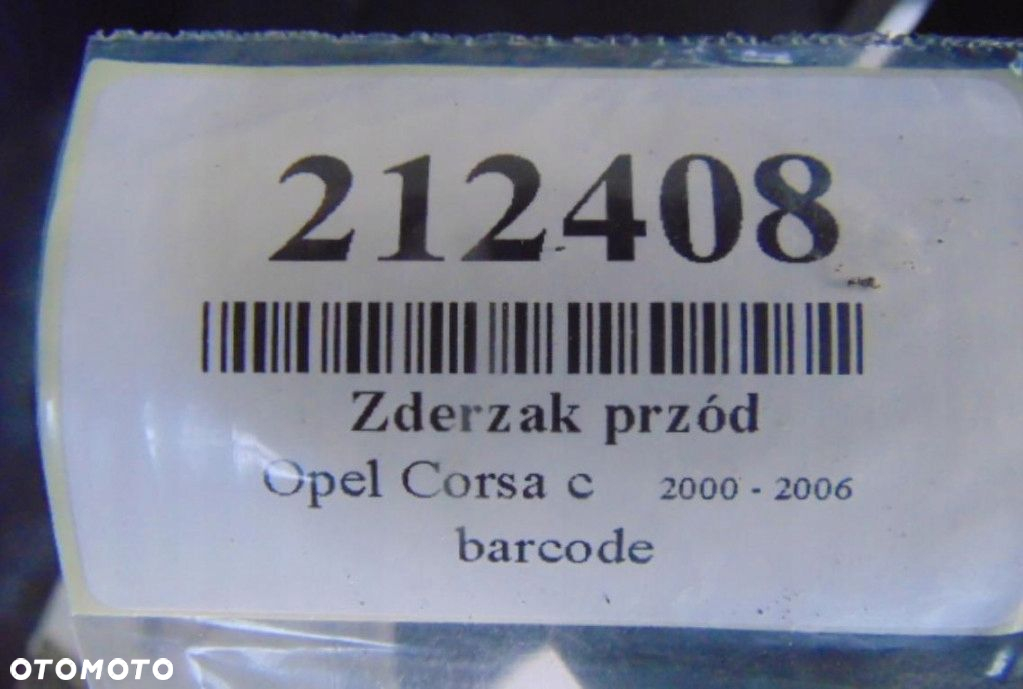 212408
Zderzak przód
Opel Corsa c 2000 - 2006
barcode
OTOMOTO